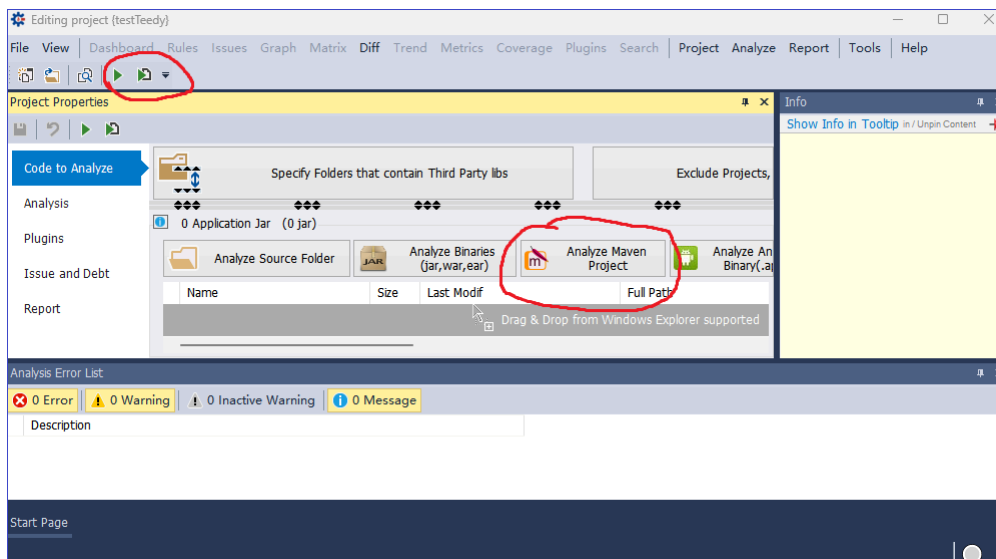 Editing project {testTeedy}
File View Dashboard Rules Issues Graph Matrix Diff Trend Metrics Coverage Plugins Search Project Analyze Report Tools Help
Project Properties
Info
Show Info in Tooltip in / Unpin Content
Code to Analyze
Analysis
Plugins
Issue and Debt
Report
Specify Folders that contain Third Party libs
Exclude Projects,
0 Application Jar (0 jar)
Analyze Source Folder
JAR
Analyze Binaries
(jar,war,ear)
m
Analyze Maven
Project
Analyze An
Binary(.a
Name Size Last Modif Full Path
Drag & Drop from Windows Explorer supported
Analysis Error List
0 Error 0 Warning 0 Inactive Warning 0 Message
Description
Start Page